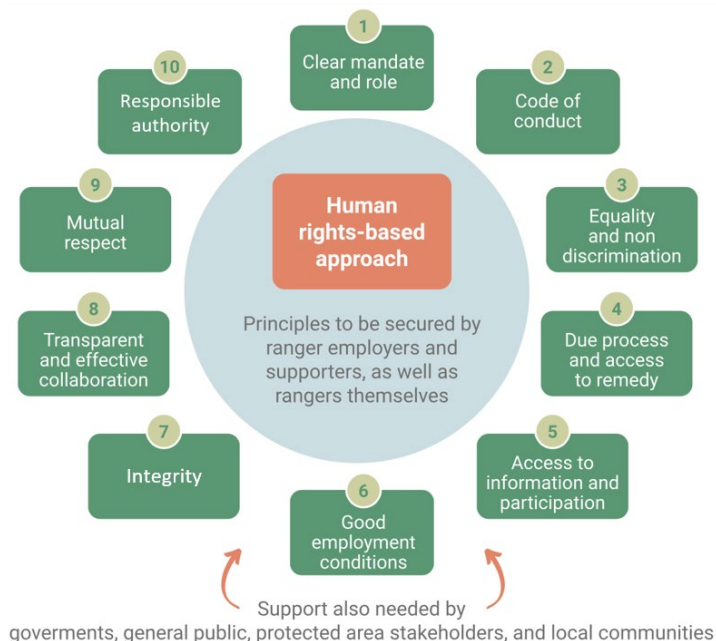 1
Clear mandate
and role
2
Code of
conduct
3
Equality
and non
discrimination
4
Due process
and access
to remedy
5
Access to
information and
participation
6
Good
employment
conditions
7
Integrity
8
Transparent
and effective
collaboration
9
Mutual
respect
10
Responsible
authority
Human
rights-based
approach
Principles to be secured by
ranger employers and
supporters, as well as
rangers themselves
Support also needed by
goverments, general public, protected area stakeholders, and local communities